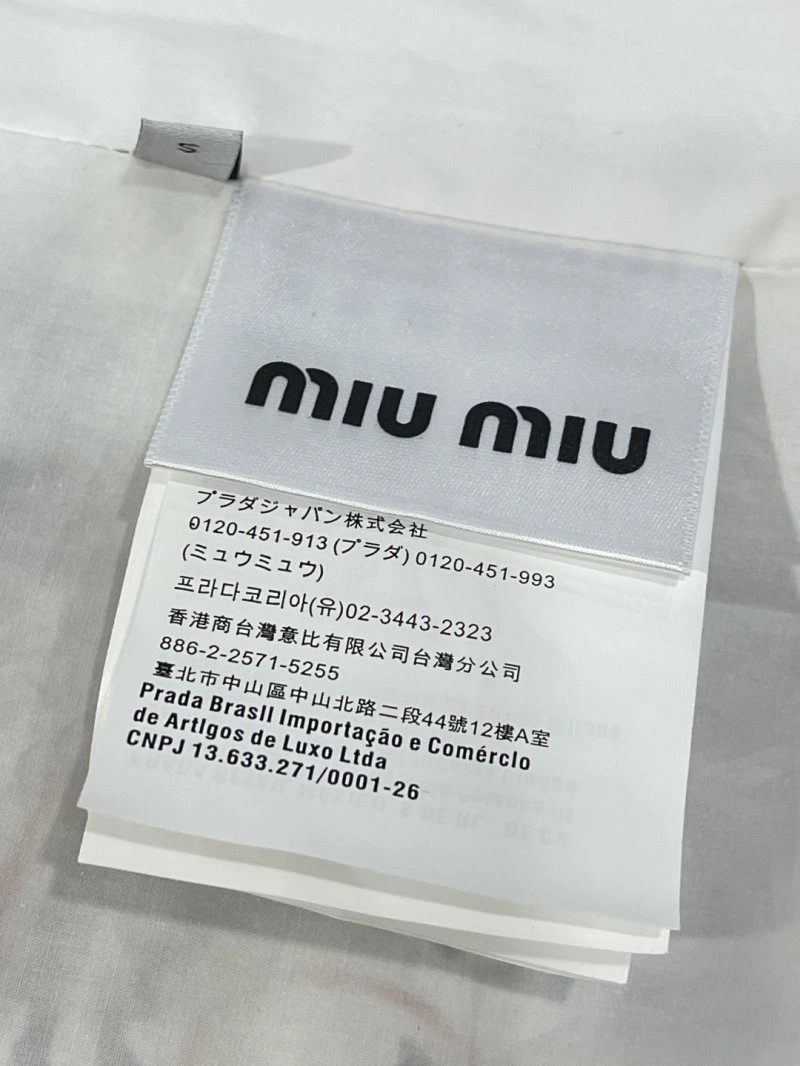 S
miu miu
プラダジャパン株式会社
0120-451-913 (プラダ) 0120-451-993
(ミュウミュウ)
프라다코리아(유)02-3443-2323
香港商台灣意比有限公司台灣分公司
886-2-2571-5255
臺北市中山區中山北路二段44號12樓A室
Prada BrasIl Importação e ComércIo
de ArtIgos de Luxo Ltda
CNPJ 13.633.271/0001-26